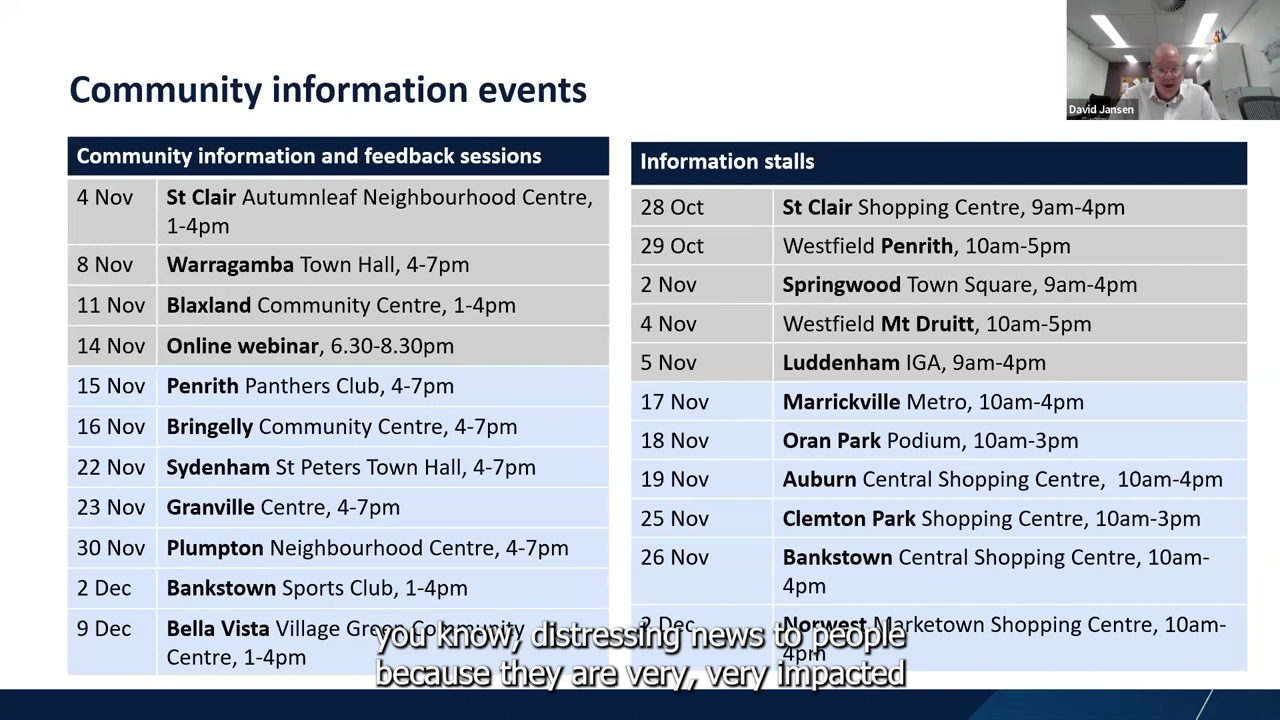 Community information events
David Jansen
Community information and feedback sessions
4 Nov St Clair Autumnleaf Neighbourhood Centre,
1-4pm
8 Nov Warragamba Town Hall, 4-7pm
11 Nov Blaxland Community Centre, 1-4pm
14 Nov Online webinar, 6.30-8.30pm
15 Nov Penrith Panthers Club, 4-7pm
16 Nov Bringelly Community Centre, 4-7pm
22 Nov Sydenham St Peters Town Hall, 4-7pm
23 Nov Granville Centre, 4-7pm
30 Nov Plumpton Neighbourhood Centre, 4-7pm
2 Dec Bankstown Sports Club, 1-4pm
9 Dec Bella Vista Village Green Community
Centre, 1-4pm
Information stalls
28 Oct St Clair Shopping Centre, 9am-4pm
29 Oct Westfield Penrith, 10am-5pm
2 Nov Springwood Town Square, 9am-4pm
4 Nov Westfield Mt Druitt, 10am-5pm
5 Nov Luddenham IGA, 9am-4pm
17 Nov Marrickville Metro, 10am-4pm
18 Nov Oran Park Podium, 10am-3pm
19 Nov Auburn Central Shopping Centre, 10am-4pm
25 Nov Clemton Park Shopping Centre, 10am-3pm
26 Nov Bankstown Central Shopping Centre, 10am-
4pm
2 Dec Norwest Marketown Shopping Centre, 10am-
4pm
you know, distressing news to people
because they are very, very impacted